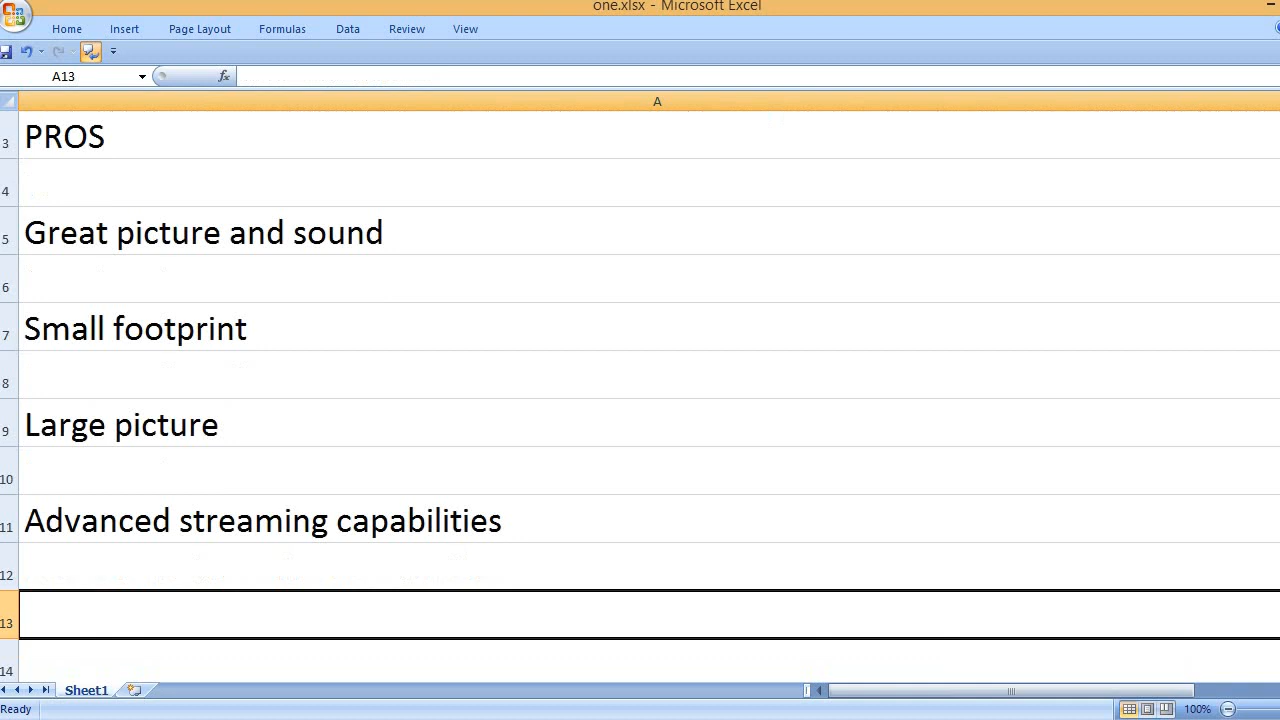 one.xlsx - Microsoft Excel
Home Insert Page Layout Formulas Data Review View
A13 fx
A
3 PROS
4
5 Great picture and sound
6
7 Small footprint
8
9 Large picture
10
11 Advanced streaming capabilities
12
13
14
Sheet1
Ready 100%